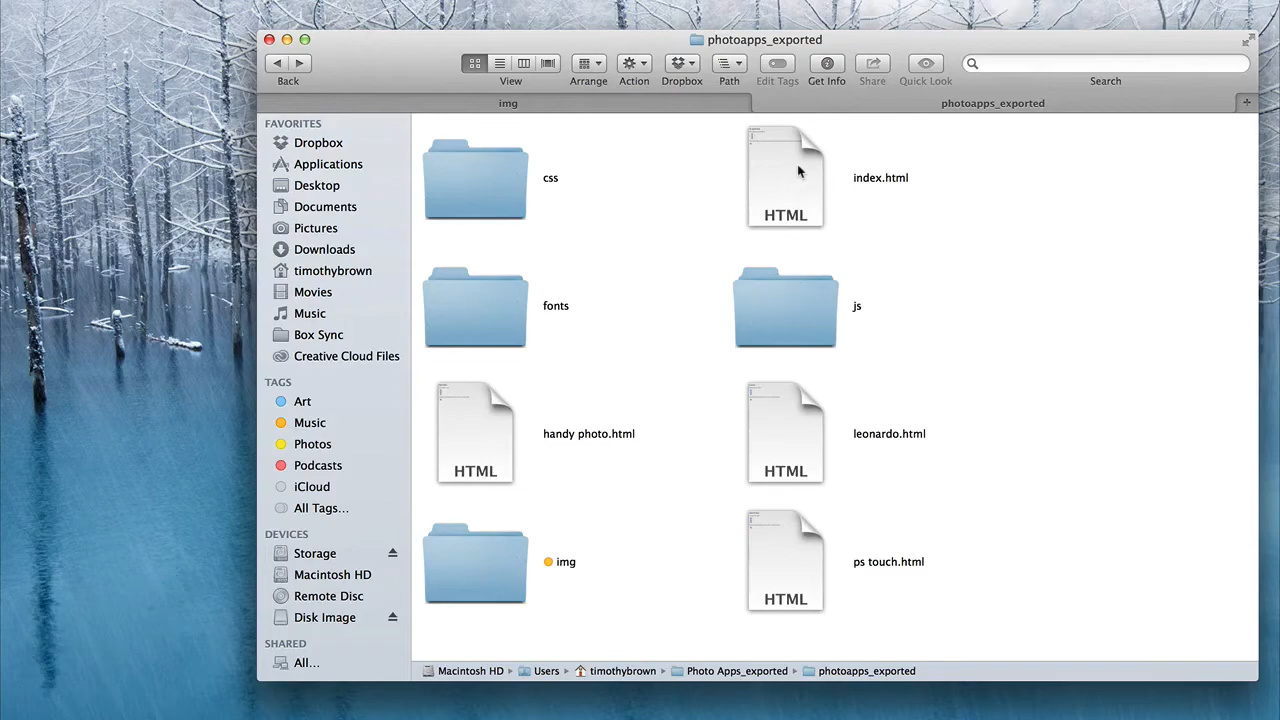 photoapps_exported
Back
View
Arrange
Action
Dropbox
Path
Edit Tags
Get Info
Share
Quick Look
Search
img
photoapps_exported
FAVORITES
Dropbox
Applications
Desktop
Documents
Pictures
Downloads
timothybrown
Movies
Music
Box Sync
Creative Cloud Files
TAGS
Art
Music
Photos
Podcasts
iCloud
All Tags...
DEVICES
Storage
Macintosh HD
Remote Disc
Disk Image
SHARED
All...
css
HTML
index.html
fonts
js
HTML
handy photo.html
HTML
leonardo.html
img
HTML
ps touch.html
Macintosh HD
Users
timothybrown
Photo Apps_exported
photoapps_exported